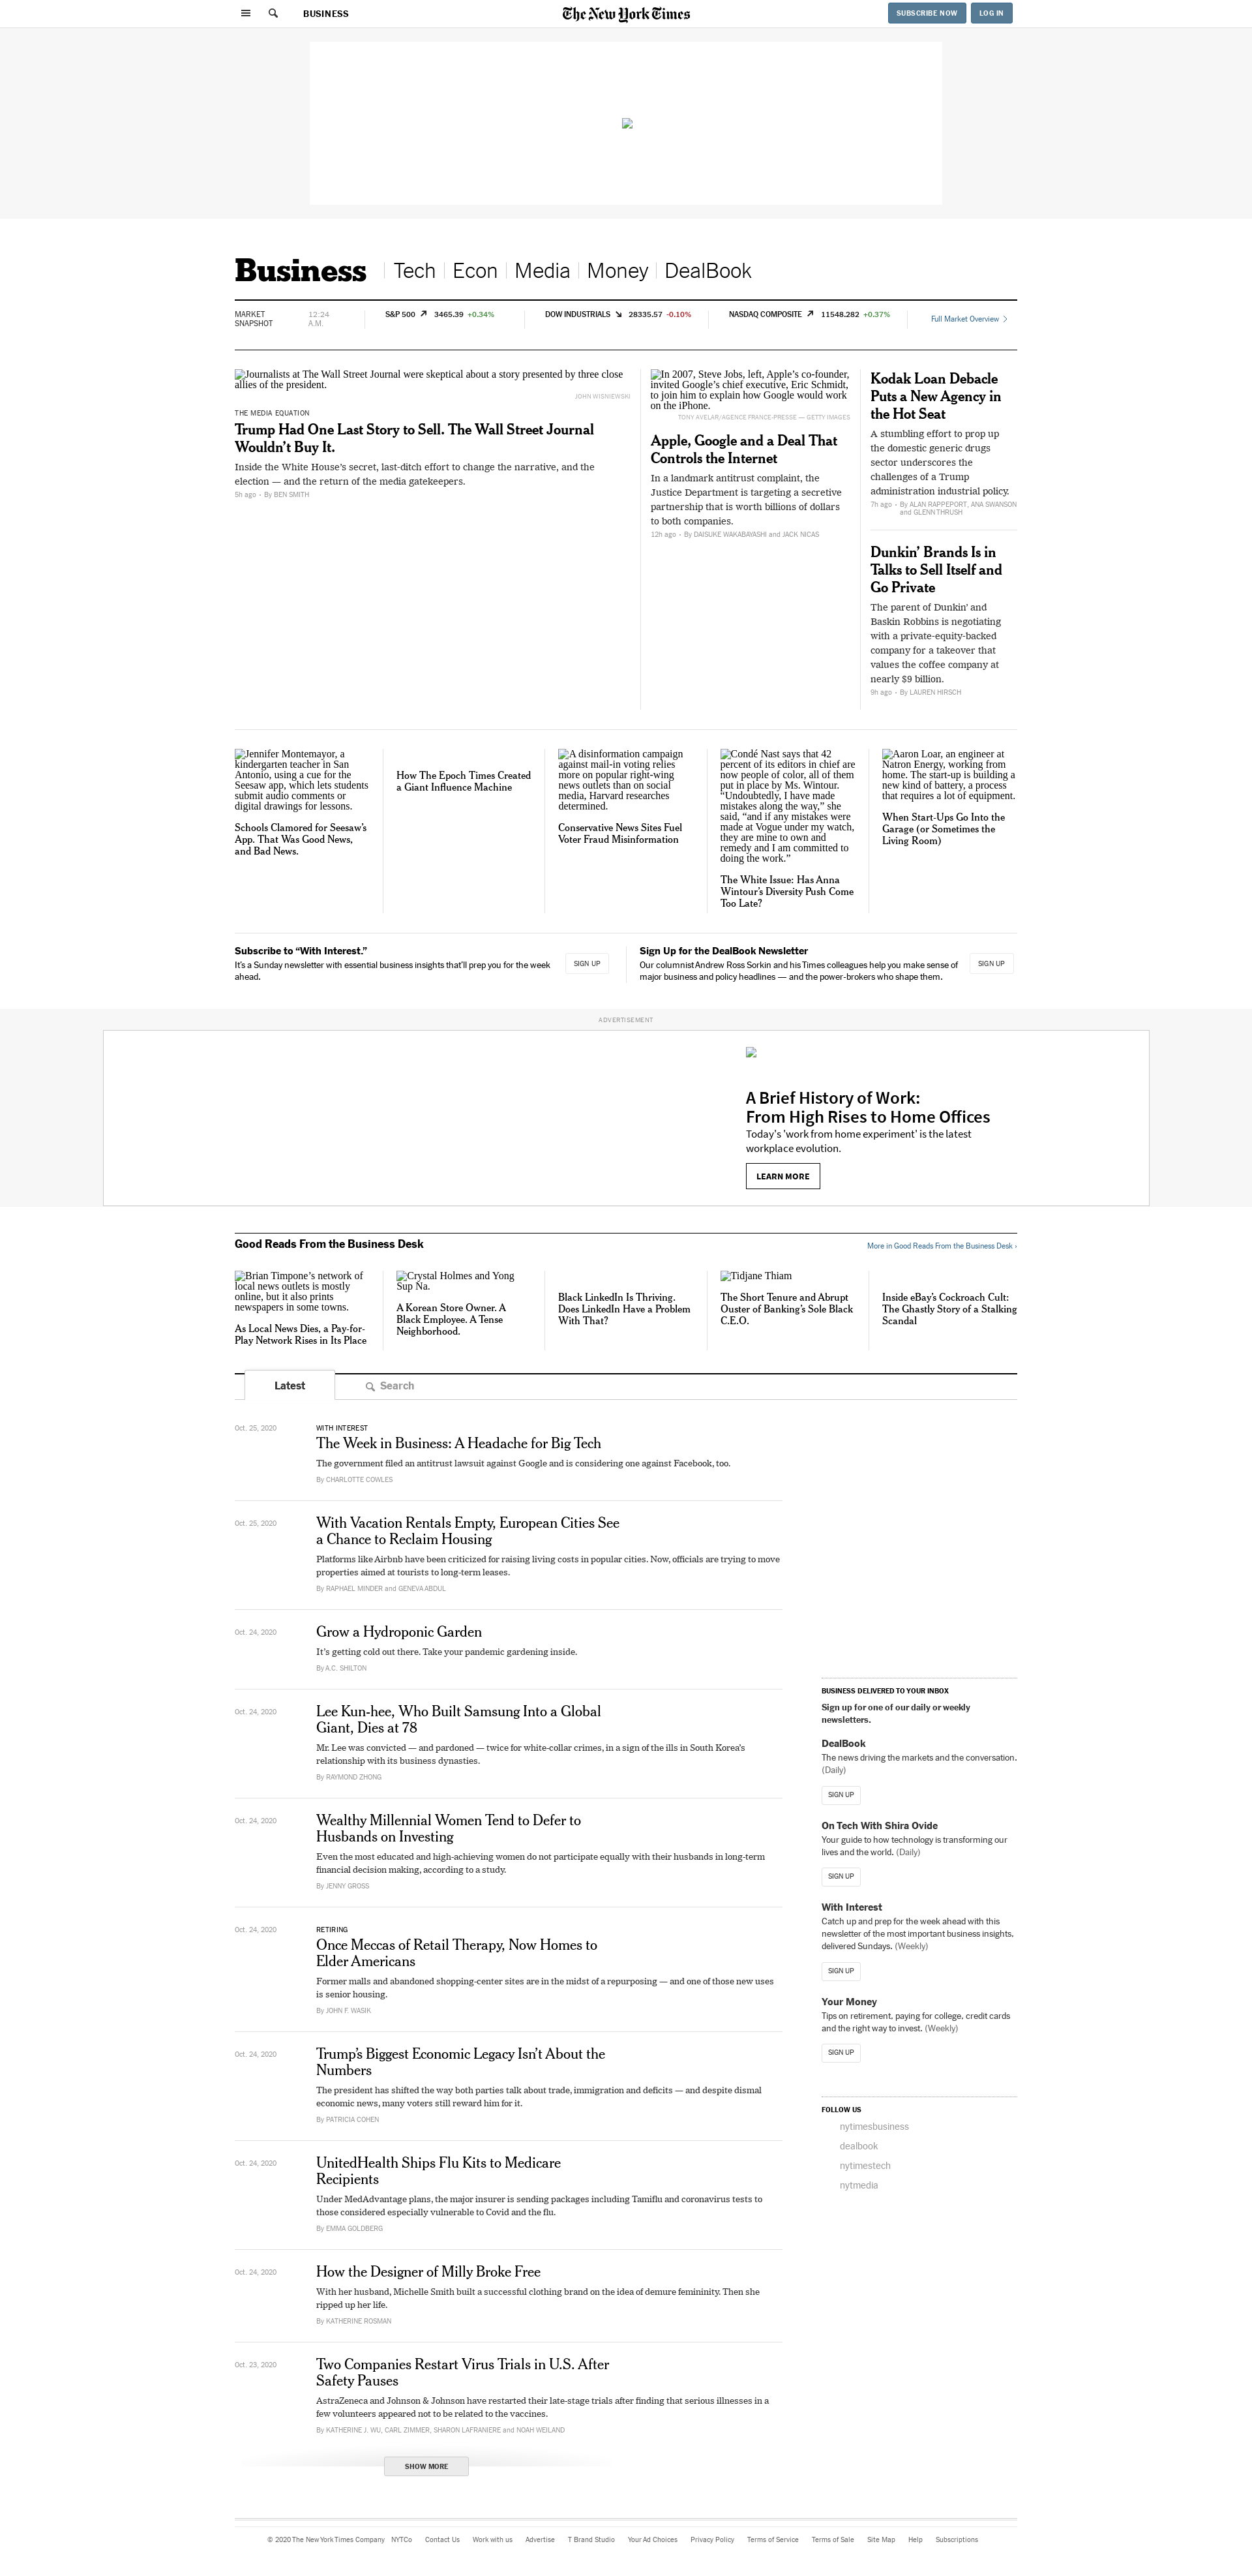 BUSINESS
The New York Times
SUBSCRIBE NOW
LOG IN
Business
Tech
Econ
Media
Money
DealBook
MARKET
SNAPSHOT
12:24
A.M.
S&P 500 3465.39 +0.34%
DOW INDUSTRIALS 28335.57 -0.10%
NASDAQ COMPOSITE 11548.282 +0.37%
Full Market Overview
Journalists at The Wall Street Journal were skeptical about a story presented by three close
allies of the president.
JOHN WISNIEWSKI
THE MEDIA EQUATION
Trump Had One Last Story to Sell. The Wall Street Journal
Wouldn’t Buy It.
Inside the White House’s secret, last-ditch effort to change the narrative, and the
election — and the return of the media gatekeepers.
5h ago • By BEN SMITH
In 2007, Steve Jobs, left, Apple’s co-founder,
invited Google’s chief executive, Eric Schmidt,
to join him to explain how Google would work
on the iPhone.
TONY AVELAR/AGENCE FRANCE-PRESSE — GETTY IMAGES
Apple, Google and a Deal That
Controls the Internet
In a landmark antitrust complaint, the
Justice Department is targeting a secretive
partnership that is worth billions of dollars
to both companies.
12h ago • By DAISUKE WAKABAYASHI and JACK NICAS
Kodak Loan Debacle
Puts a New Agency in
the Hot Seat
A stumbling effort to prop up
the domestic generic drugs
sector underscores the
challenges of a Trump
administration industrial policy.
7h ago • By ALAN RAPPEPORT, ANA SWANSON
and GLENN THRUSH
Dunkin’ Brands Is in
Talks to Sell Itself and
Go Private
The parent of Dunkin’ and
Baskin Robbins is negotiating
with a private-equity-backed
company for a takeover that
values the coffee company at
nearly $9 billion.
9h ago • By LAUREN HIRSCH
Jennifer Montemayor, a
kindergarten teacher in San
Antonio, using a cue for the
Seesaw app, which lets students
submit audio comments or
digital drawings for lessons.
Schools Clamored for Seesaw’s
App. That Was Good News,
and Bad News.
How The Epoch Times Created
a Giant Influence Machine
A disinformation campaign
against mail-in voting relies
more on popular right-wing
news outlets than on social
media, Harvard researches
determined.
Conservative News Sites Fuel
Voter Fraud Misinformation
Condé Nast says that 42
percent of its editors in chief are
now people of color, all of them
put in place by Ms. Wintour.
“Undoubtedly, I have made
mistakes along the way,” she
said, “and if any mistakes were
made at Vogue under my watch,
they are mine to own and
remedy and I am committed to
doing the work.”
The White Issue: Has Anna
Wintour’s Diversity Push Come
Too Late?
Aaron Loar, an engineer at
Natron Energy, working from
home. The start-up is building a
new kind of battery, a process
that requires a lot of equipment.
When Start-Ups Go Into the
Garage (or Sometimes the
Living Room)
Subscribe to “With Interest.”
It’s a Sunday newsletter with essential business insights that’ll prep you for the week
ahead.
SIGN UP
Sign Up for the DealBook Newsletter
Our columnist Andrew Ross Sorkin and his Times colleagues help you make sense of
major business and policy headlines — and the power-brokers who shape them.
SIGN UP
ADVERTISEMENT
A Brief History of Work:
From High Rises to Home Offices
Today's 'work from home experiment' is the latest
workplace evolution.
LEARN MORE
Good Reads From the Business Desk
More in Good Reads From the Business Desk ›
Brian Timpone’s network of
local news outlets is mostly
online, but it also prints
newspapers in some towns.
As Local News Dies, a Pay-for-
Play Network Rises in Its Place
Crystal Holmes and Yong
Sup Na.
A Korean Store Owner. A
Black Employee. A Tense
Neighborhood.
Black LinkedIn Is Thriving.
Does LinkedIn Have a Problem
With That?
Tidjane Thiam
The Short Tenure and Abrupt
Ouster of Banking’s Sole Black
C.E.O.
Inside eBay’s Cockroach Cult:
The Ghastly Story of a Stalking
Scandal
Latest
Search
Oct. 25, 2020
WITH INTEREST
The Week in Business: A Headache for Big Tech
The government filed an antitrust lawsuit against Google and is considering one against Facebook, too.
By CHARLOTTE COWLES
Oct. 25, 2020
With Vacation Rentals Empty, European Cities See
a Chance to Reclaim Housing
Platforms like Airbnb have been criticized for raising living costs in popular cities. Now, officials are trying to move
properties aimed at tourists to long-term leases.
By RAPHAEL MINDER and GENEVA ABDUL
Oct. 24, 2020
Grow a Hydroponic Garden
It’s getting cold out there. Take your pandemic gardening inside.
By A.C. SHILTON
Oct. 24, 2020
Lee Kun-hee, Who Built Samsung Into a Global
Giant, Dies at 78
Mr. Lee was convicted — and pardoned — twice for white-collar crimes, in a sign of the ills in South Korea’s
relationship with its business dynasties.
By RAYMOND ZHONG
Oct. 24, 2020
Wealthy Millennial Women Tend to Defer to
Husbands on Investing
Even the most educated and high-achieving women do not participate equally with their husbands in long-term
financial decision making, according to a study.
By JENNY GROSS
Oct. 24, 2020
RETIRING
Once Meccas of Retail Therapy, Now Homes to
Elder Americans
Former malls and abandoned shopping-center sites are in the midst of a repurposing — and one of those new uses
is senior housing.
By JOHN F. WASIK
Oct. 24, 2020
Trump’s Biggest Economic Legacy Isn’t About the
Numbers
The president has shifted the way both parties talk about trade, immigration and deficits — and despite dismal
economic news, many voters still reward him for it.
By PATRICIA COHEN
Oct. 24, 2020
UnitedHealth Ships Flu Kits to Medicare
Recipients
Under MedAdvantage plans, the major insurer is sending packages including Tamiflu and coronavirus tests to
those considered especially vulnerable to Covid and the flu.
By EMMA GOLDBERG
Oct. 24, 2020
How the Designer of Milly Broke Free
With her husband, Michelle Smith built a successful clothing brand on the idea of demure femininity. Then she
ripped up her life.
By KATHERINE ROSMAN
Oct. 23, 2020
Two Companies Restart Virus Trials in U.S. After
Safety Pauses
AstraZeneca and Johnson & Johnson have restarted their late-stage trials after finding that serious illnesses in a
few volunteers appeared not to be related to the vaccines.
By KATHERINE J. WU, CARL ZIMMER, SHARON LAFRANIERE and NOAH WEILAND
SHOW MORE
BUSINESS DELIVERED TO YOUR INBOX
Sign up for one of our daily or weekly
newsletters.
DealBook
The news driving the markets and the conversation.
(Daily)
SIGN UP
On Tech With Shira Ovide
Your guide to how technology is transforming our
lives and the world. (Daily)
SIGN UP
With Interest
Catch up and prep for the week ahead with this
newsletter of the most important business insights,
delivered Sundays. (Weekly)
SIGN UP
Your Money
Tips on retirement, paying for college, credit cards
and the right way to invest. (Weekly)
SIGN UP
FOLLOW US
nytimesbusiness
dealbook
nytimestech
nytmedia
© 2020 The New York Times Company NYTCo Contact Us Work with us Advertise T Brand Studio Your Ad Choices Privacy Policy Terms of Service Terms of Sale Site Map Help Subscriptions